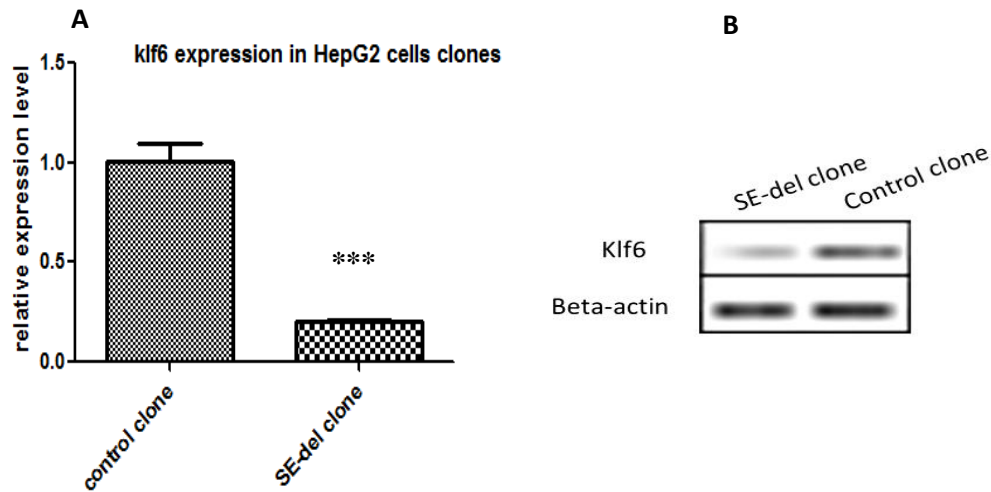 A
klf6 expression in HepG2 cells clones
relative expression level
1.5
1.0
0.5
0.0
***
control clone
SE-del clone
B
SE-del clone
Control clone
Klf6
Beta-actin